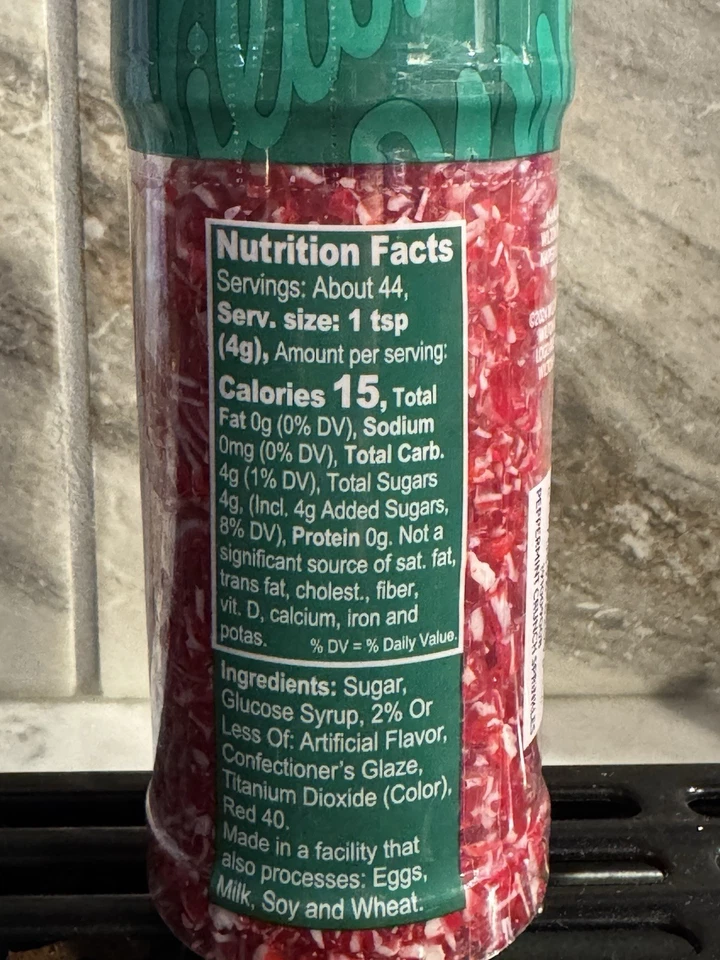 Nutrition Facts
Servings: About 44,
Serv. size: 1 tsp
(4g), Amount per serving:
Calories 15, Total
Fat 0g (0% DV), Sodium
0mg (0% DV), Total Carb.
4g (1% DV), Total Sugars
4g, (Incl. 4g Added Sugars,
8% DV), Protein 0g. Not a
significant source of sat. fat,
trans fat, cholest., fiber,
vit. D, calcium, iron and
potas. % DV = % Daily Value.
Ingredients: Sugar,
Glucose Syrup, 2% Or
Less Of: Artificial Flavor,
Confectioner's Glaze,
Titanium Dioxide (Color),
Red 40.
Made in a facility that
also processes: Eggs,
Milk, Soy and Wheat.
PEPPERMINT CRUNCH SPRINKLES